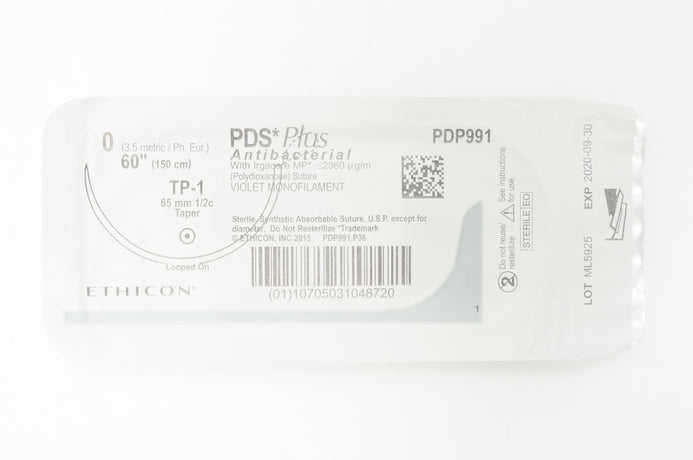 0 (3.5 metric / Ph. Eur.)
60" (150 cm)
TP-1
65 mm 1/2c
Taper
Looped On
ETHICON*
PDS* Plus
Antibacterial
With Irgacare MP* ≤2360 µg/m
(Polydioxanone) Suture
VIOLET MONOFILAMENT
PDP991
Sterile, Synthetic Absorbable Suture, U.S.P. except for
diameter. Do Not Resterilize *Trademark
© ETHICON, INC 2015 PDP991.P36
(01)10705031048720
1
2 Do not reuse/
resterilize
See instructions
for use
STERILE EO
LOT ML5925 EXP 2020-09-30